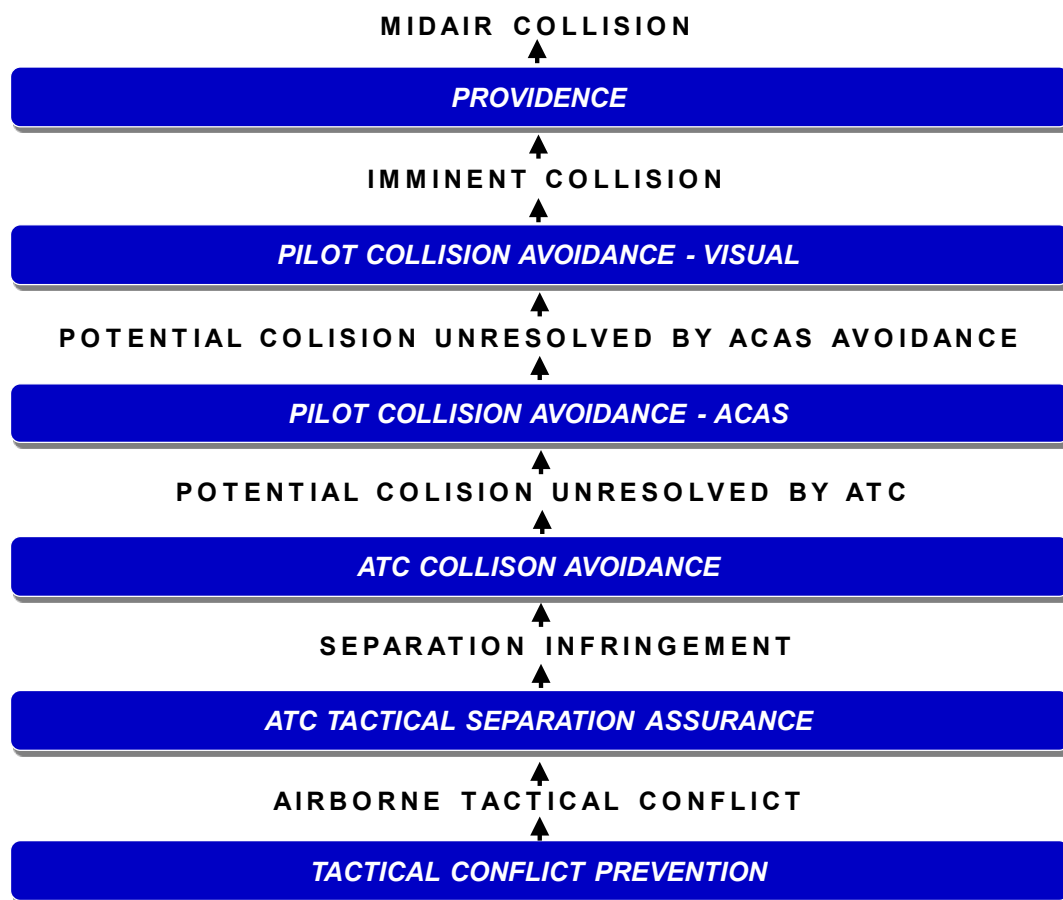 MIDAIR COLLISION
PROVIDENCE
IMMINENT COLLISION
PILOT COLLISION AVOIDANCE - VISUAL
POTENTIAL COLISION UNRESOLVED BY ACAS AVOIDANCE
PILOT COLLISION AVOIDANCE - ACAS
POTENTIAL COLISION UNRESOLVED BY ATC
ATC COLLISON AVOIDANCE
SEPARATION INFRINGEMENT
ATC TACTICAL SEPARATION ASSURANCE
AIRBORNE TACTICAL CONFLICT
TACTICAL CONFLICT PREVENTION